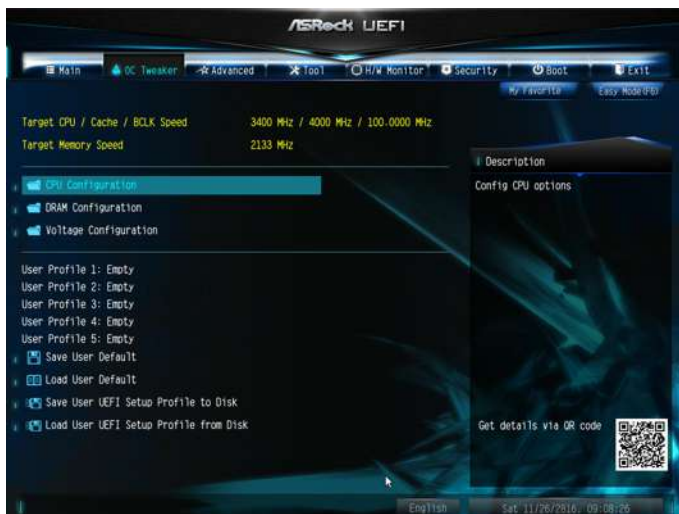 ASRock UEFI
Main OC Tweaker Advanced Tool H/W Monitor Security Boot Exit
My Favorite Easy Mode(F6)
Target CPU / Cache / BCLK Speed 3400 MHz / 4000 MHz / 100.0000 MHz
Target Memory Speed 2133 MHz
Description
CPU Configuration
Config CPU options
DRAM Configuration
Voltage Configuration
User Profile 1: Empty
User Profile 2: Empty
User Profile 3: Empty
User Profile 4: Empty
User Profile 5: Empty
Save User Default
Load User Default
Save User UEFI Setup Profile to Disk
Load User UEFI Setup Profile from Disk
Get details via QR code
English Sat 11/26/2016, 09:08:26